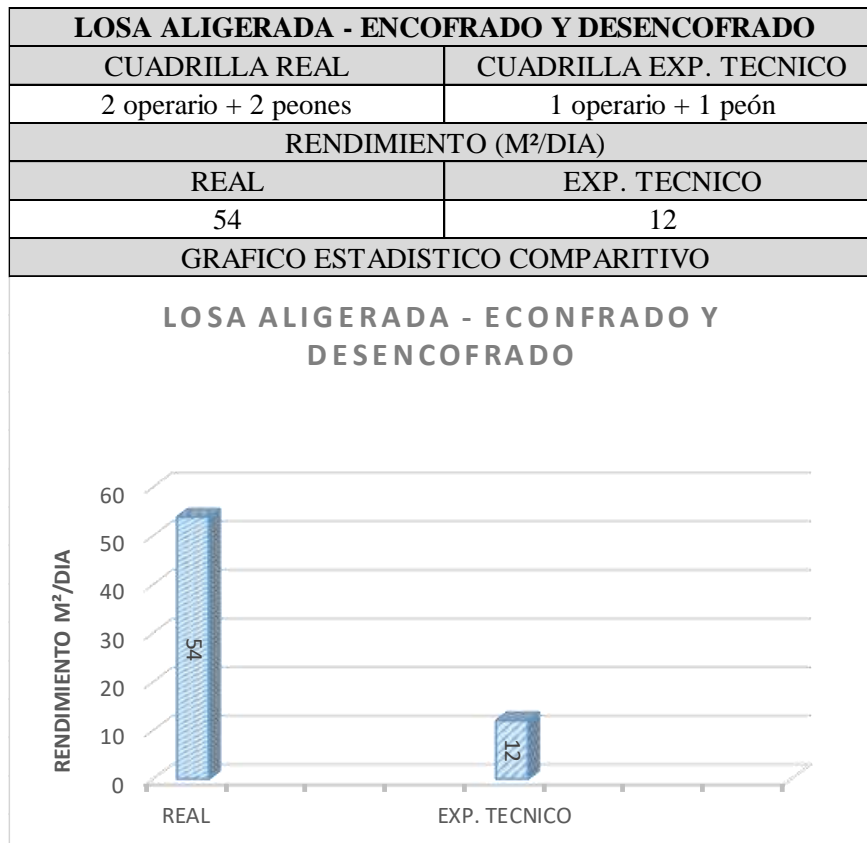 LOSA ALIGERADA - ENCOFRADO Y DESENCOFRADO
CUADRILLA REAL CUADRILLA EXP. TECNICO
2 operario + 2 peones 1 operario + 1 peón
RENDIMIENTO (M²/DIA)
REAL EXP. TECNICO
54 12
GRAFICO ESTADISTICO COMPARITIVO
LOSA ALIGERADA - ECONFRADO Y
DESENCOFRADO
RENDIMIENTO M²/DIA
60
50
40
30
20
10
0
54
12
REAL EXP. TECNICO